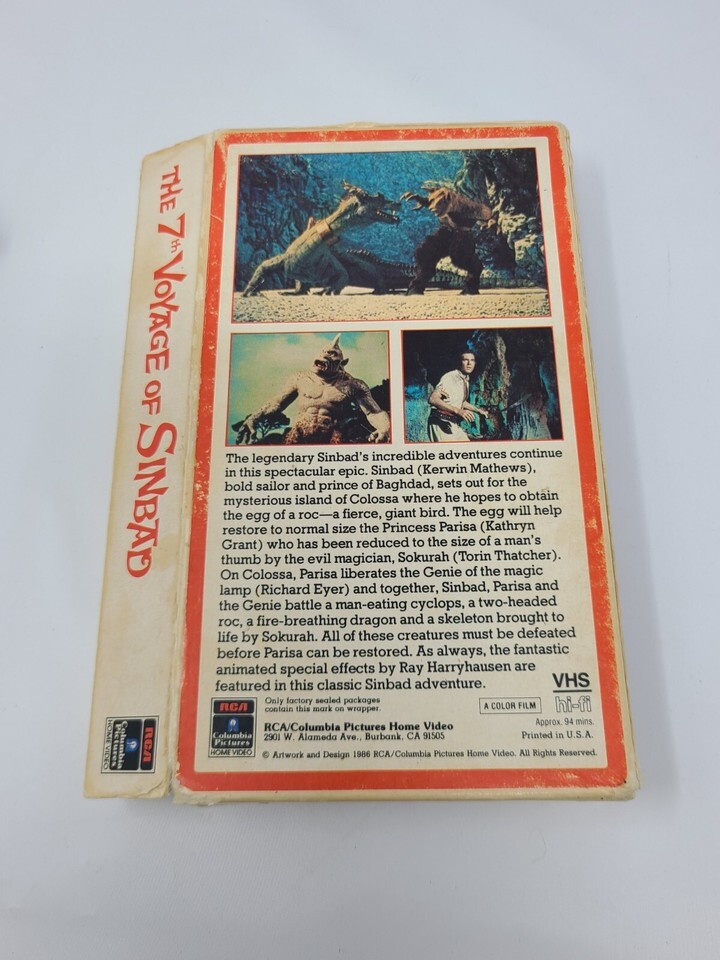 THE 7th VOYAGE OF SINBAD
RCA
Columbia
Pictures
HOME VIDEO
The legendary Sinbad's incredible adventures continue
in this spectacular epic. Sinbad (Kerwin Mathews),
bold sailor and prince of Baghdad, sets out for the
mysterious island of Colossa where he hopes to obtain
the egg of a roc—a fierce, giant bird. The egg will help
restore to normal size the Princess Parisa (Kathryn
Grant) who has been reduced to the size of a man's
thumb by the evil magician, Sokurah (Torin Thatcher).
On Colossa, Parisa liberates the Genie of the magic
lamp (Richard Eyer) and together, Sinbad, Parisa and
the Genie battle a man-eating cyclops, a two-headed
roc, a fire-breathing dragon and a skeleton brought to
life by Sokurah. All of these creatures must be defeated
before Parisa can be restored. As always, the fantastic
animated special effects by Ray Harryhausen are
featured in this classic Sinbad adventure.
RCA
Columbia
Pictures
HOME VIDEO
Only factory sealed packages
contain this mark on wrapper.
RCA/Columbia Pictures Home Video
2901 W. Alameda Ave., Burbank, CA 91505
A COLOR FILM
VHS
hi-fi
Approx. 94 mins.
Printed in U.S.A.
© Artwork and Design 1986 RCA/Columbia Pictures Home Video. All Rights Reserved.